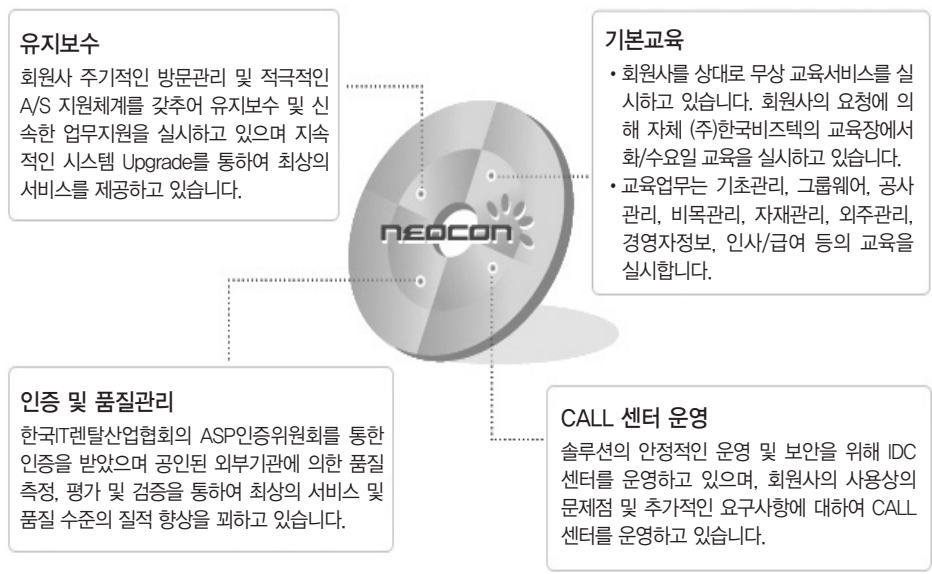 유지보수
회원사 주기적인 방문관리 및 적극적인
A/S 지원체계를 갖추어 유지보수 및 신
속한 업무지원을 실시하고 있으며 지속
적인 시스템 Upgrade를 통하여 최상의
서비스를 제공하고 있습니다.
기본교육
• 회원사를 상대로 무상 교육서비스를 실
시하고 있습니다. 회원사의 요청에 의
해 자체 (주)한국비즈텍의 교육장에서
화/수요일 교육을 실시하고 있습니다.
• 교육업무는 기초관리, 그룹웨어, 공사
관리, 비목관리, 자재관리, 외주관리,
경영자정보, 인사/급여 등의 교육을
실시합니다.
neocon
인증 및 품질관리
한국IT렌탈산업협회의 ASP인증위원회를 통한
인증을 받았으며 공인된 외부기관에 의한 품질
측정, 평가 및 검증을 통하여 최상의 서비스 및
품질 수준의 질적 향상을 꾀하고 있습니다.
CALL 센터 운영
솔루션의 안정적인 운영 및 보안을 위해 IDC
센터를 운영하고 있으며, 회원사의 사용상의
문제점 및 추가적인 요구사항에 대하여 CALL
센터를 운영하고 있습니다.